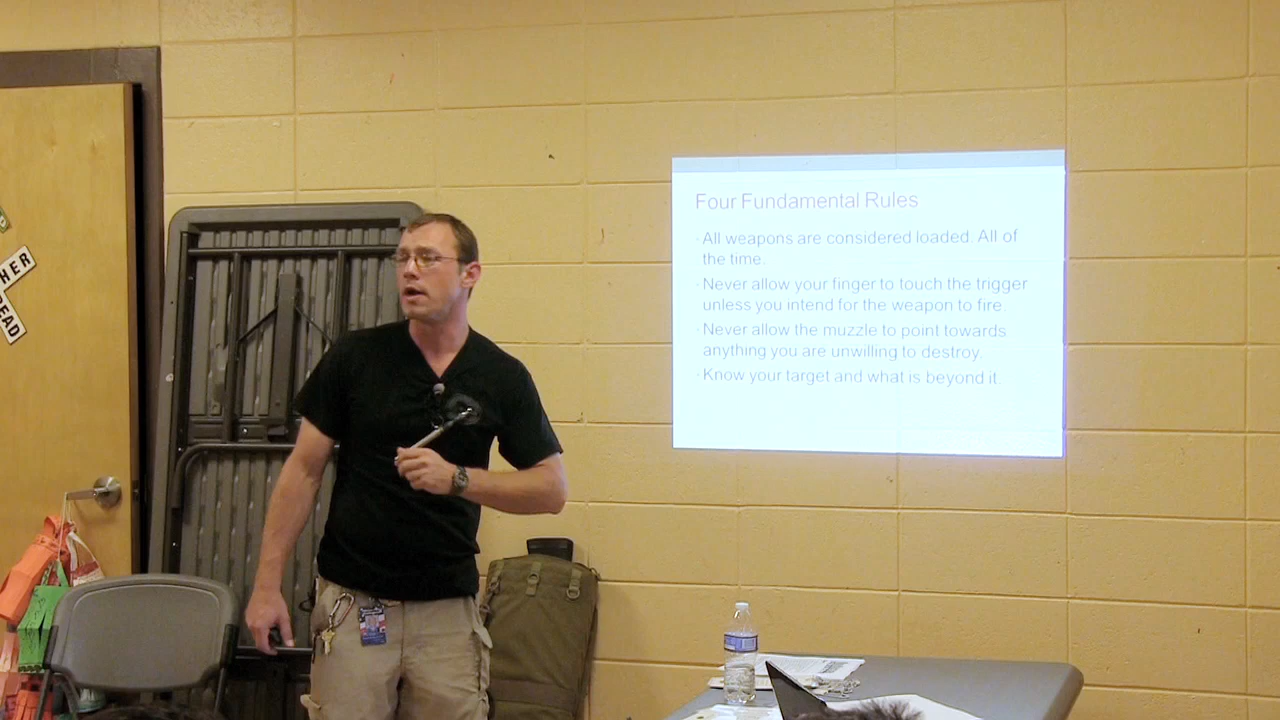 HER
READ
Four Fundamental Rules
All weapons are considered loaded. All of
the time.
Never allow your finger to touch the trigger
unless you intend for the weapon to fire.
Never allow the muzzle to point towards
anything you are unwilling to destroy.
Know your target and what is beyond it.